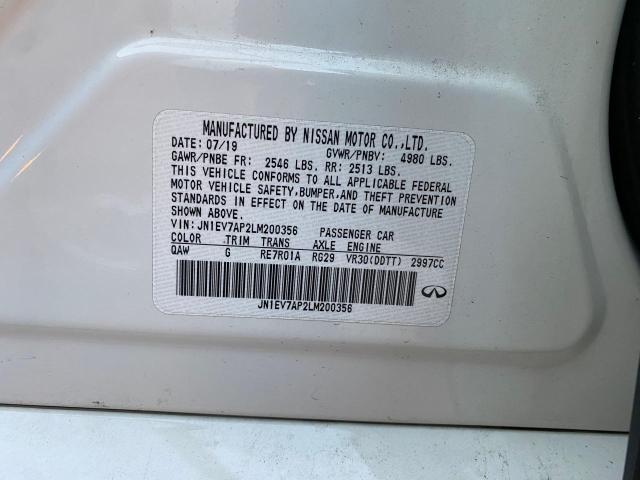 MANUFACTURED BY NISSAN MOTOR CO.,LTD.
DATE: 07/19 GVWR/PNBV: 4980 LBS.
GAWR/PNBE FR: 2546 LBS. RR: 2513 LBS.
THIS VEHICLE CONFORMS TO ALL APPLICABLE FEDERAL
MOTOR VEHICLE SAFETY,BUMPER,AND THEFT PREVENTION
STANDARDS IN EFFECT ON THE DATE OF MANUFACTURE
SHOWN ABOVE.
VIN: JN1EV7AP2LM200356 PASSENGER CAR
COLOR TRIM TRANS AXLE ENGINE
QAW G RE7R01A RG29 VR30(DDTT) 2997CC
JN1EV7AP2LM200356